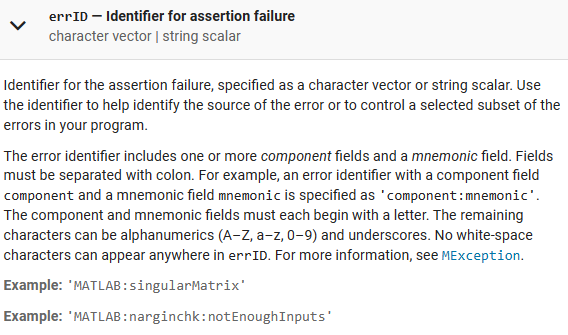 errID — Identifier for assertion failure
character vector | string scalar
Identifier for the assertion failure, specified as a character vector or string scalar. Use
the identifier to help identify the source of the error or to control a selected subset of the
errors in your program.
The error identifier includes one or more component fields and a mnemonic field. Fields
must be separated with colon. For example, an error identifier with a component field
component and a mnemonic field mnemonic is specified as 'component:mnemonic'.
The component and mnemonic fields must each begin with a letter. The remaining
characters can be alphanumerics (A–Z, a–z, 0–9) and underscores. No white-space
characters can appear anywhere in errID. For more information, see MException.
Example: 'MATLAB:singularMatrix'
Example: 'MATLAB:narginchk:notEnoughInputs'